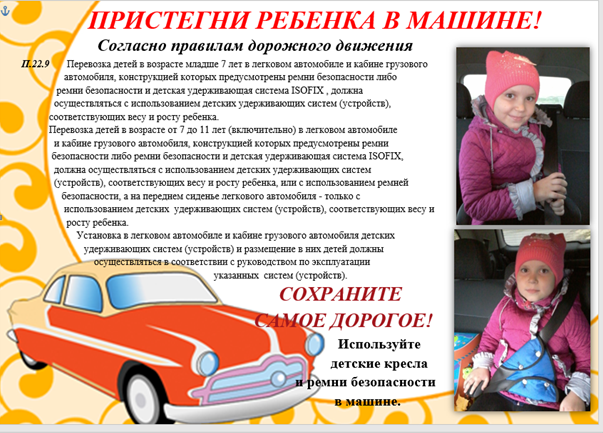 ПРИСТЕГНИ РЕБЕНКА В МАШИНЕ!
Согласно правилам дорожного движения
П.22.9 Перевозка детей в возрасте младше 7 лет в легковом автомобиле и кабине грузового
автомобиля, конструкцией которых предусмотрены ремни безопасности либо
ремни безопасности и детская удерживающая система ISOFIX , должна
осуществляться с использованием детских удерживающих систем (устройств),
соответствующих весу и росту ребенка.
Перевозка детей в возрасте от 7 до 11 лет (включительно) в легковом автомобиле
и кабине грузового автомобиля, конструкцией которых предусмотрены ремни
безопасности либо ремни безопасности и детская удерживающая система ISOFIX,
должна осуществляться с использованием детских удерживающих систем
(устройств), соответствующих весу и росту ребенка, или с использованием ремней
безопасности, а на переднем сиденье легкового автомобиля - только с
использованием детских удерживающих систем (устройств), соответствующих весу и
росту ребенка.
Установка в легковом автомобиле и кабине грузового автомобиля детских
удерживающих систем (устройств) и размещение в них детей должны
осуществляться в соответствии с руководством по эксплуатации
указанных систем (устройств).
СОХРАНИТЕ
САМОЕ ДОРОГОЕ!
Используйте
детские кресла
и ремни безопасности
в машине.